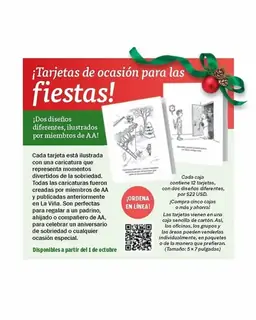 ¡Tarjetas de ocasión para las
fiestas!
¡Dos diseños
diferentes, ilustrados
por miembros de AA!
Cada tarjeta está ilustrada
con una caricatura que
representa momentos
divertidos de la sobriedad.
Todas las caricaturas fueron
creadas por miembros de AA
y publicadas anteriormente
en La Viña. Son perfectas
para regalar a un padrino,
ahijado o compañero de AA,
para celebrar un aniversario
de sobriedad o cualquier
ocasión especial.
Disponibles a partir del 1 de octubre
¡ORDENA
EN LÍNEA!
Cada caja
contiene 12 tarjetas,
con dos diseños diferentes,
por $22 USD.
¡Compra cinco cajas
o más y ahorra!
Las tarjetas vienen en una
caja sencilla de cartón. Así,
las oficinas, los grupos y
las áreas pueden venderlas
individualmente, en paquetes
o de la manera que prefieran.
(Tamaño: 5 × 7 pulgadas)